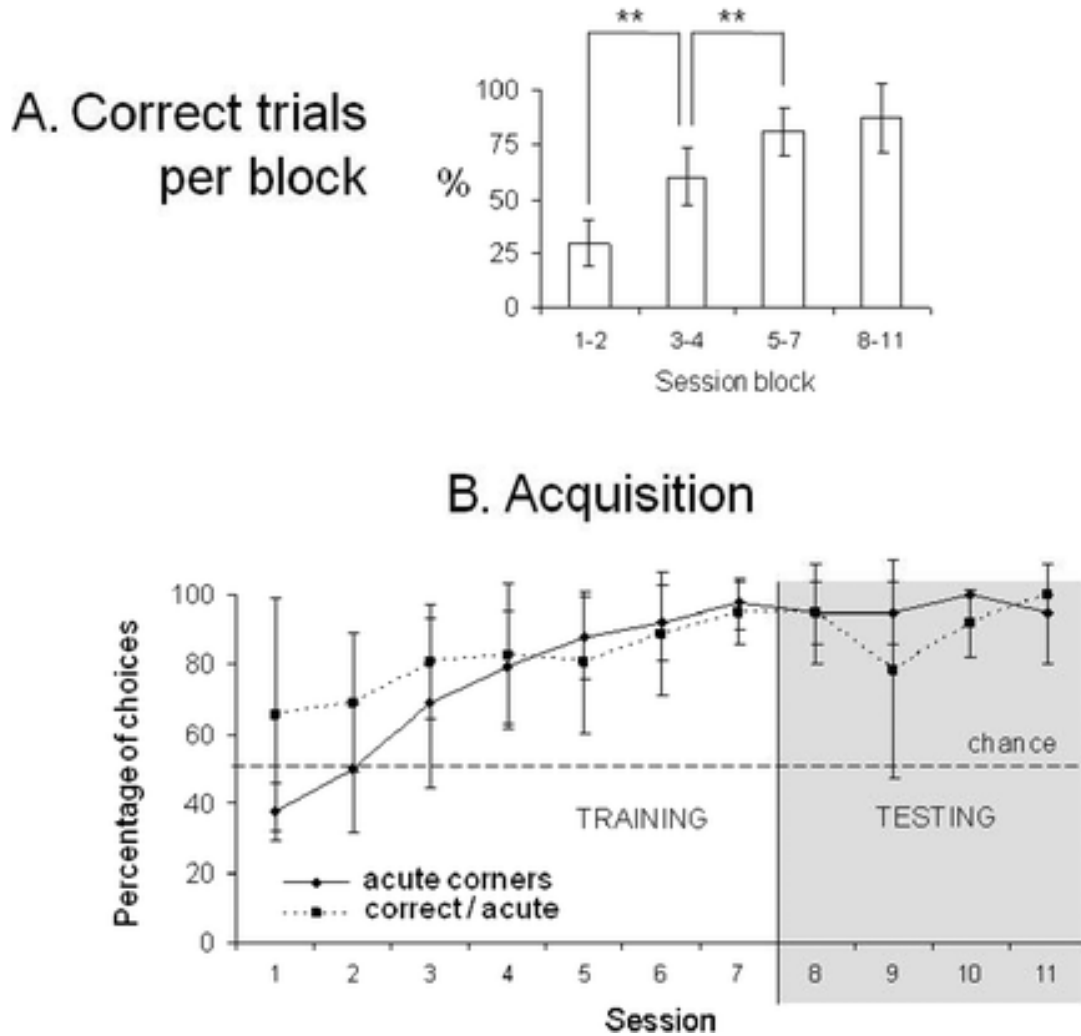 A. Correct trials
per block
** **
%
100
75
50
25
0
1-2 3-4 5-7 8-11
Session block
B. Acquisition
Percentage of choices
100
80
60
40
20
0
chance
TRAINING TESTING
acute corners
correct / acute
1 2 3 4 5 6 7 8 9 10 11
Session